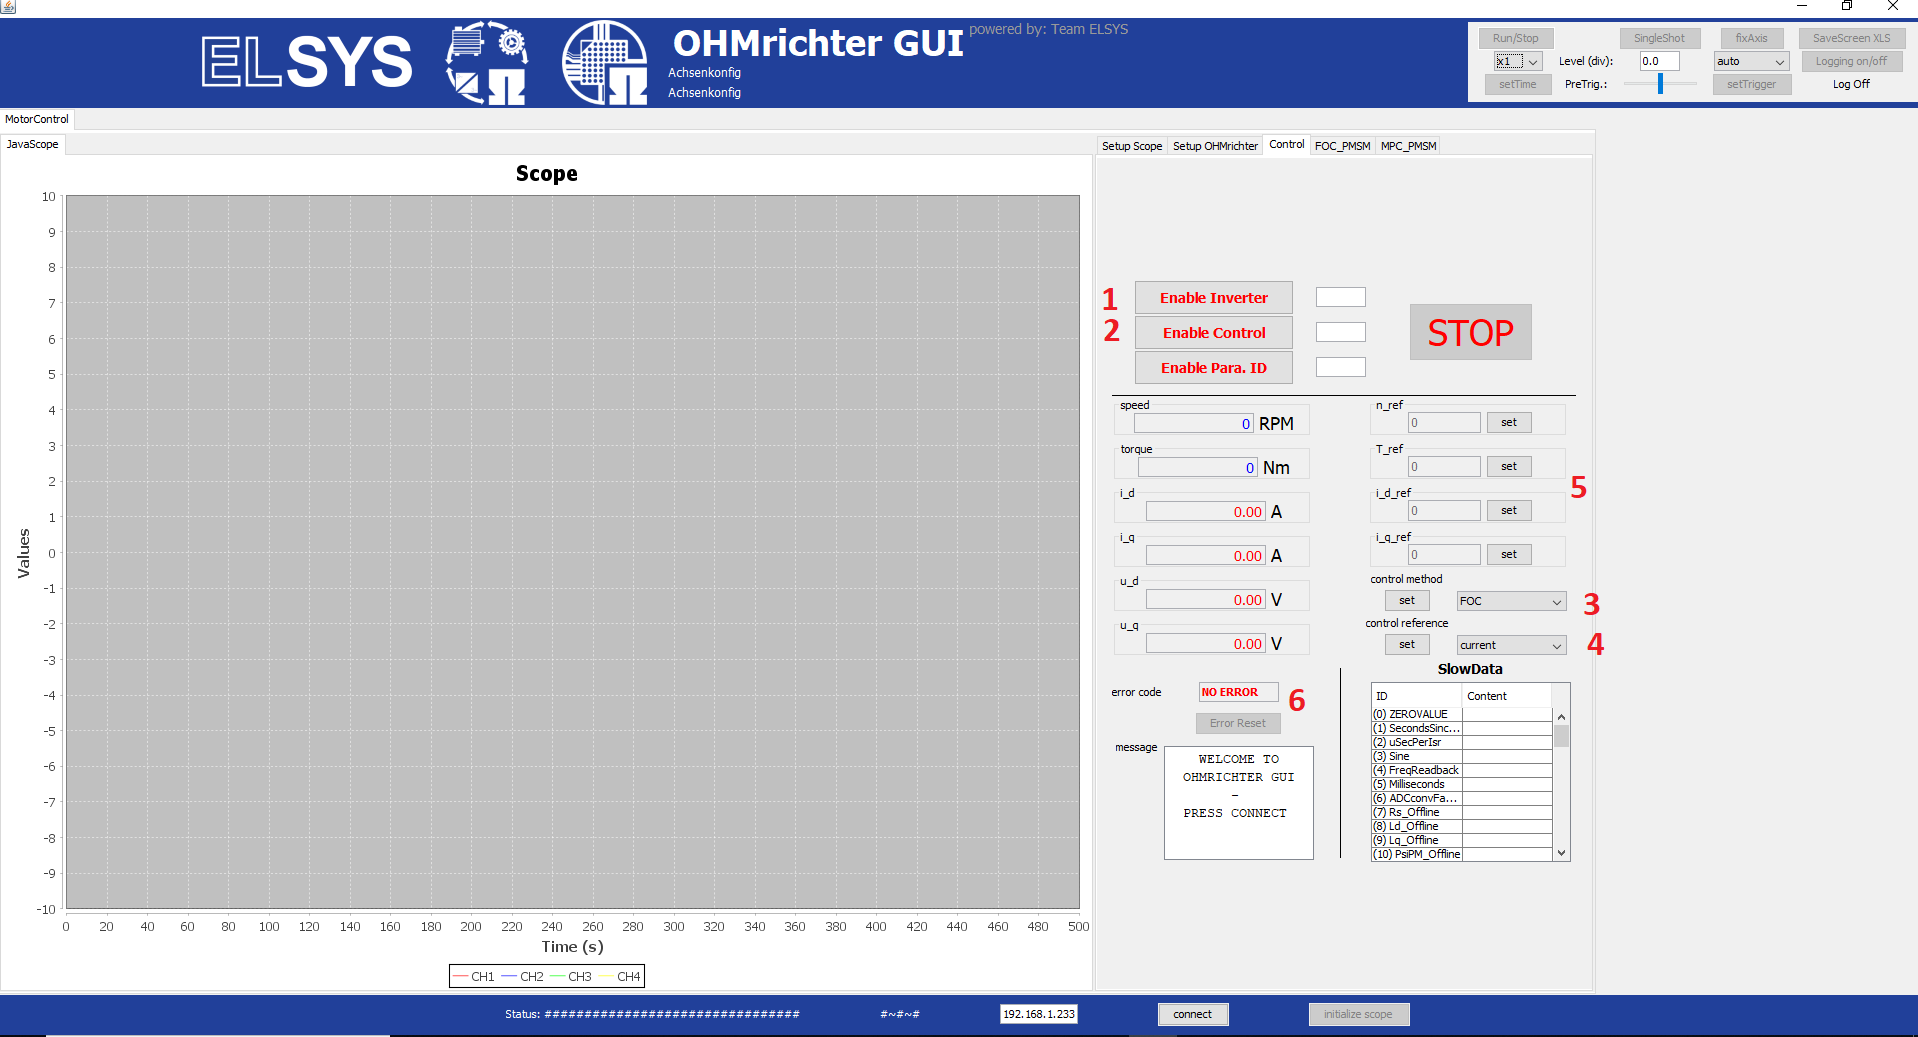 ELSYS
OHMrichter GUI
powered by: Team ELSYS
Achsenkonfig
Achsenkonfig
Run/Stop
SingleShot
fixAxis
SaveScreen XLS
x1
Level (div):
0.0
auto
Logging on/off
setTime
PreTrig.:
setTrigger
Log Off
MotorControl
JavaScope
Scope
10
9
8
7
6
5
4
3
2
1
0
-1
-2
-3
-4
-5
-6
-7
-8
-9
-10
Values
0 20 40 60 80 100 120 140 160 180 200 220 240 260 280 300 320 340 360 380 400 420 440 460 480 500
Time (s)
CH1 CH2 CH3 CH4
Setup Scope
Setup OHMrichter
Control
FOC_PMSM
MPC_PMSM
1
Enable Inverter
2
Enable Control
Enable Para. ID
STOP
speed
0 RPM
torque
0 Nm
i_d
0.00 A
i_q
0.00 A
u_d
0.00 V
u_q
0.00 V
n_ref
0 set
T_ref
0 set
5
i_d_ref
0 set
i_q_ref
0 set
control method
set FOC
3
control reference
set current
4
error code
NO ERROR
6
Error Reset
message
WELCOME TO
OHMRICHTER GUI
–
PRESS CONNECT
SlowData
ID Content
(0) ZEROVALUE
(1) SecondsSinc...
(2) uSecPerIsr
(3) Sine
(4) FreqReadback
(5) Milliseconds
(6) ADCconvFa...
(7) Rs_Offline
(8) Ld_Offline
(9) Lq_Offline
(10) PsiPM_Offline
Status: ################################
#~#~#
192.168.1.233
connect
initialize scope